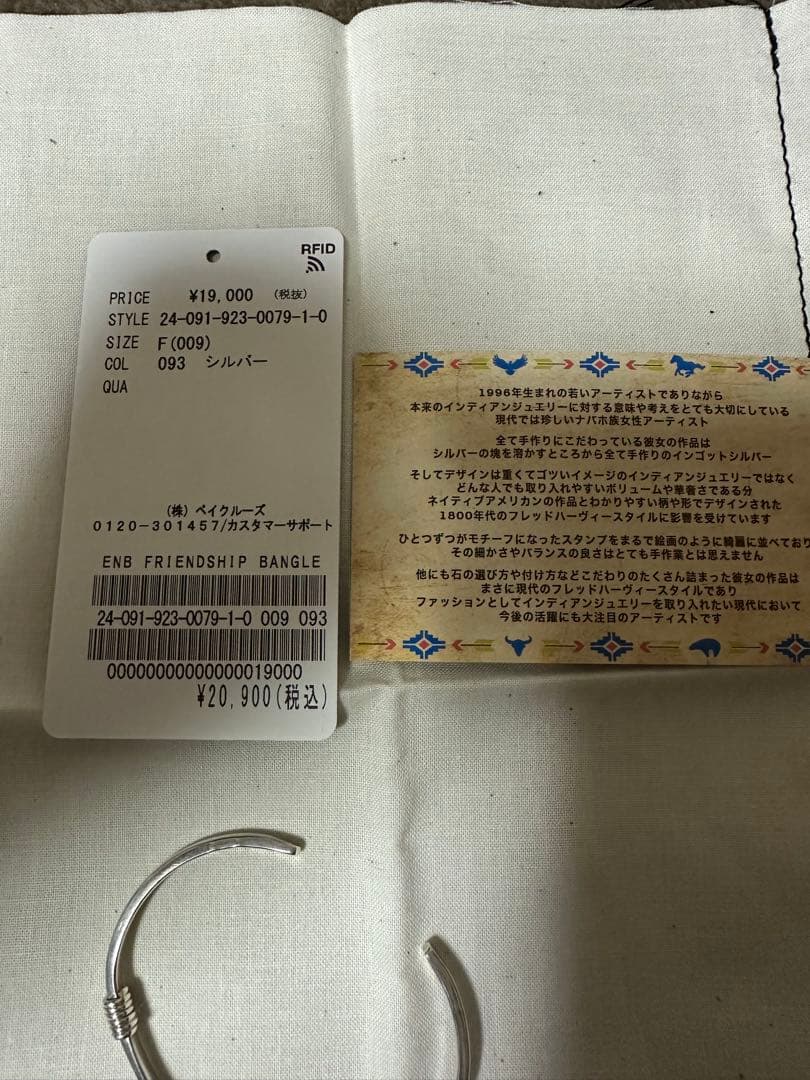 RFID
PRICE ¥19,000 (税抜)
STYLE 24-091-923-0079-1-0
SIZE F(009)
COL 093 シルバー
QUA
(株) ベイクルーズ
0120-301457/カスタマーサポート
ENB FRIENDSHIP BANGLE
24-091-923-0079-1-0 009 093
00000000000000019000
¥20,900(税込)
1996年生まれの若いアーティストでありながら
本来のインディアンジュエリーに対する意味や考えをとても大切にしている
現代では珍しいナバホ族女性アーティスト
全て手作りにこだわっている彼女の作品は
シルバーの塊を溶かすところから全て手作りのインゴットシルバー
そしてデザインは重くてゴツいイメージのインディアンジュエリーではなく
どんな人でも取り入れやすいボリュームや華奢さである分
ネイティブアメリカンの作品とわかりやすい柄や形でデザインされた
1800年代のフレッドハーヴィースタイルに影響を受けています
ひとつずつがモチーフになったスタンプをまるで絵画のように綺麗に並べており
その細かさやバランスの良さはとても手作業とは思えません
他にも石の選び方や付け方などこだわりのたくさん詰まった彼女の作品は
まさに現代のフレッドハーヴィースタイルであり
ファッションとしてインディアンジュエリーを取り入れたい現代において
今後の活躍にも大注目のアーティストです